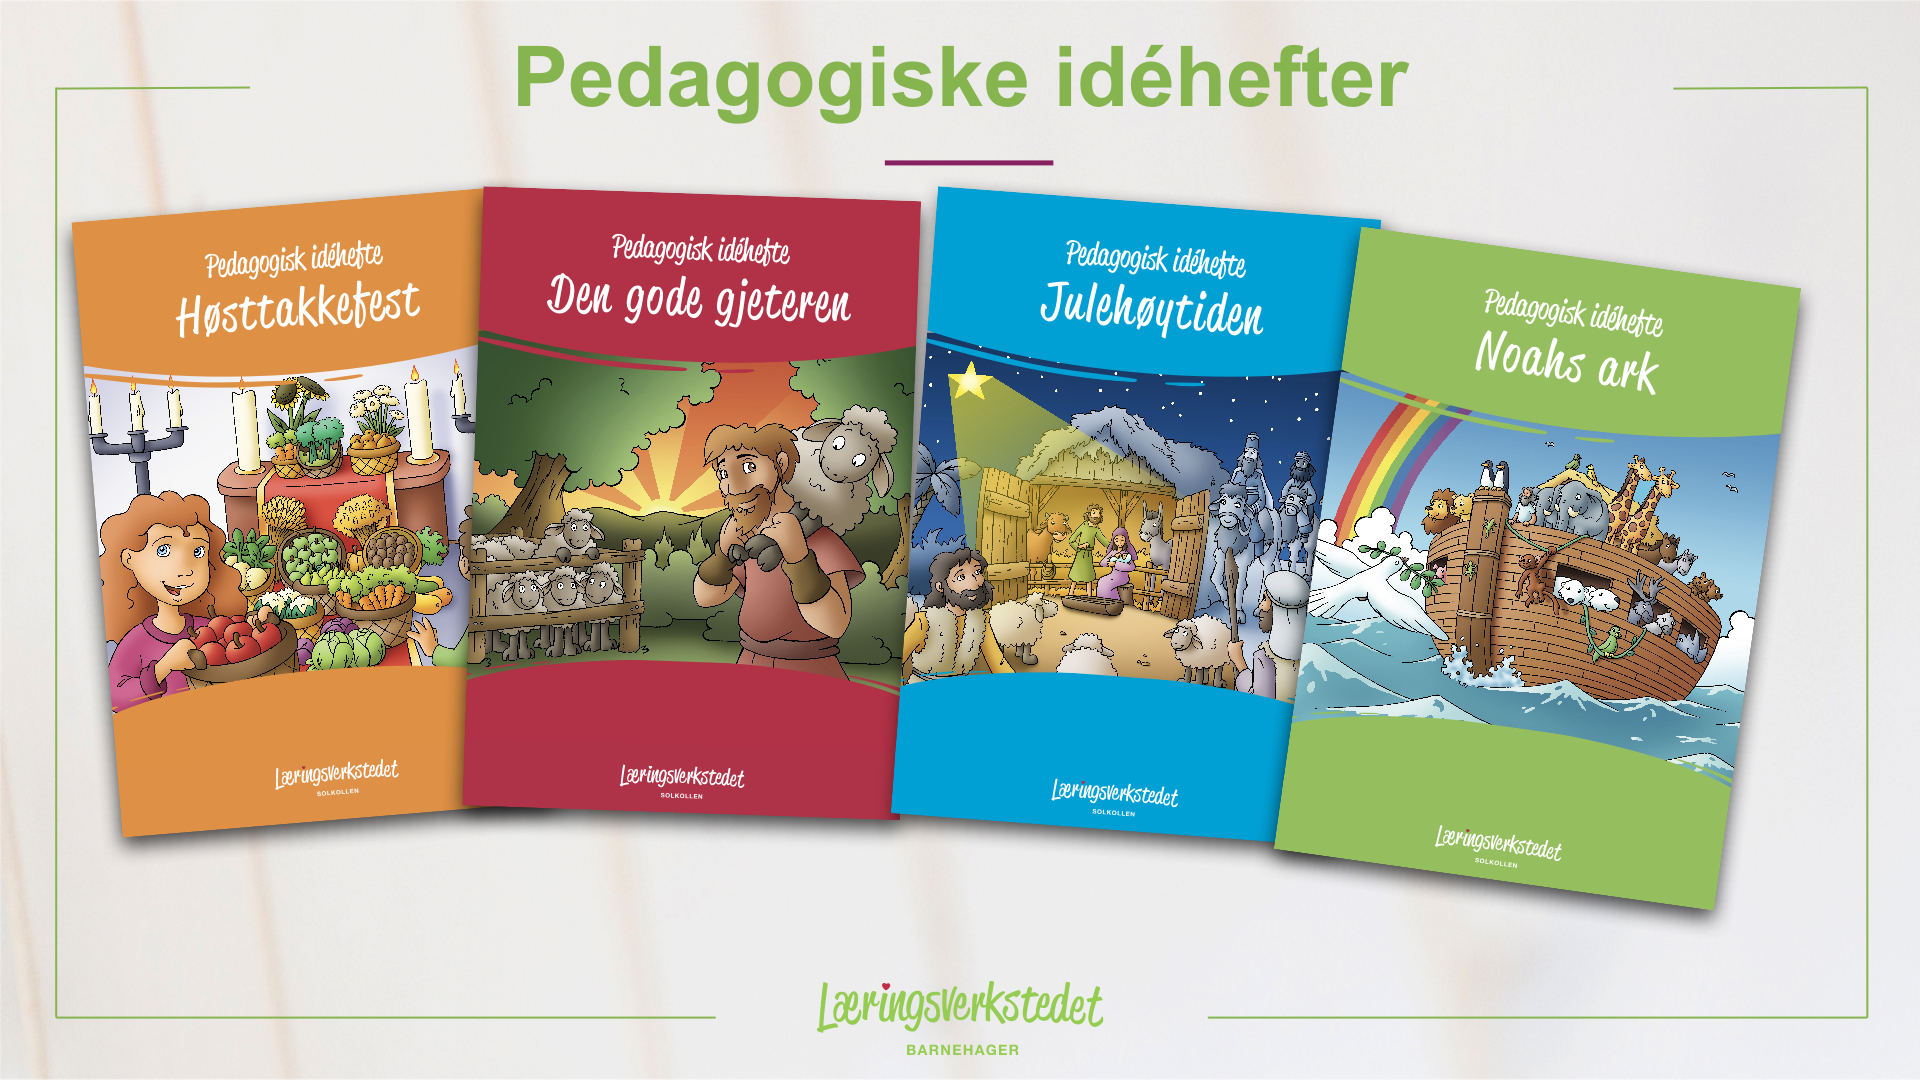 Pedagogiske idéhefter
Pedagogisk idéhefte
Høsttakkefest
Læringsverkstedet
SOLKOLLEN
Pedagogisk idéhefte
Den gode gjeteren
Læringsverkstedet
SOLKOLLEN
Pedagogisk idéhefte
Julehøytiden
Læringsverkstedet
SOLKOLLEN
Pedagogisk idéhefte
Noahs ark
Læringsverkstedet
SOLKOLLEN
Læringsverkstedet
BARNEHAGER